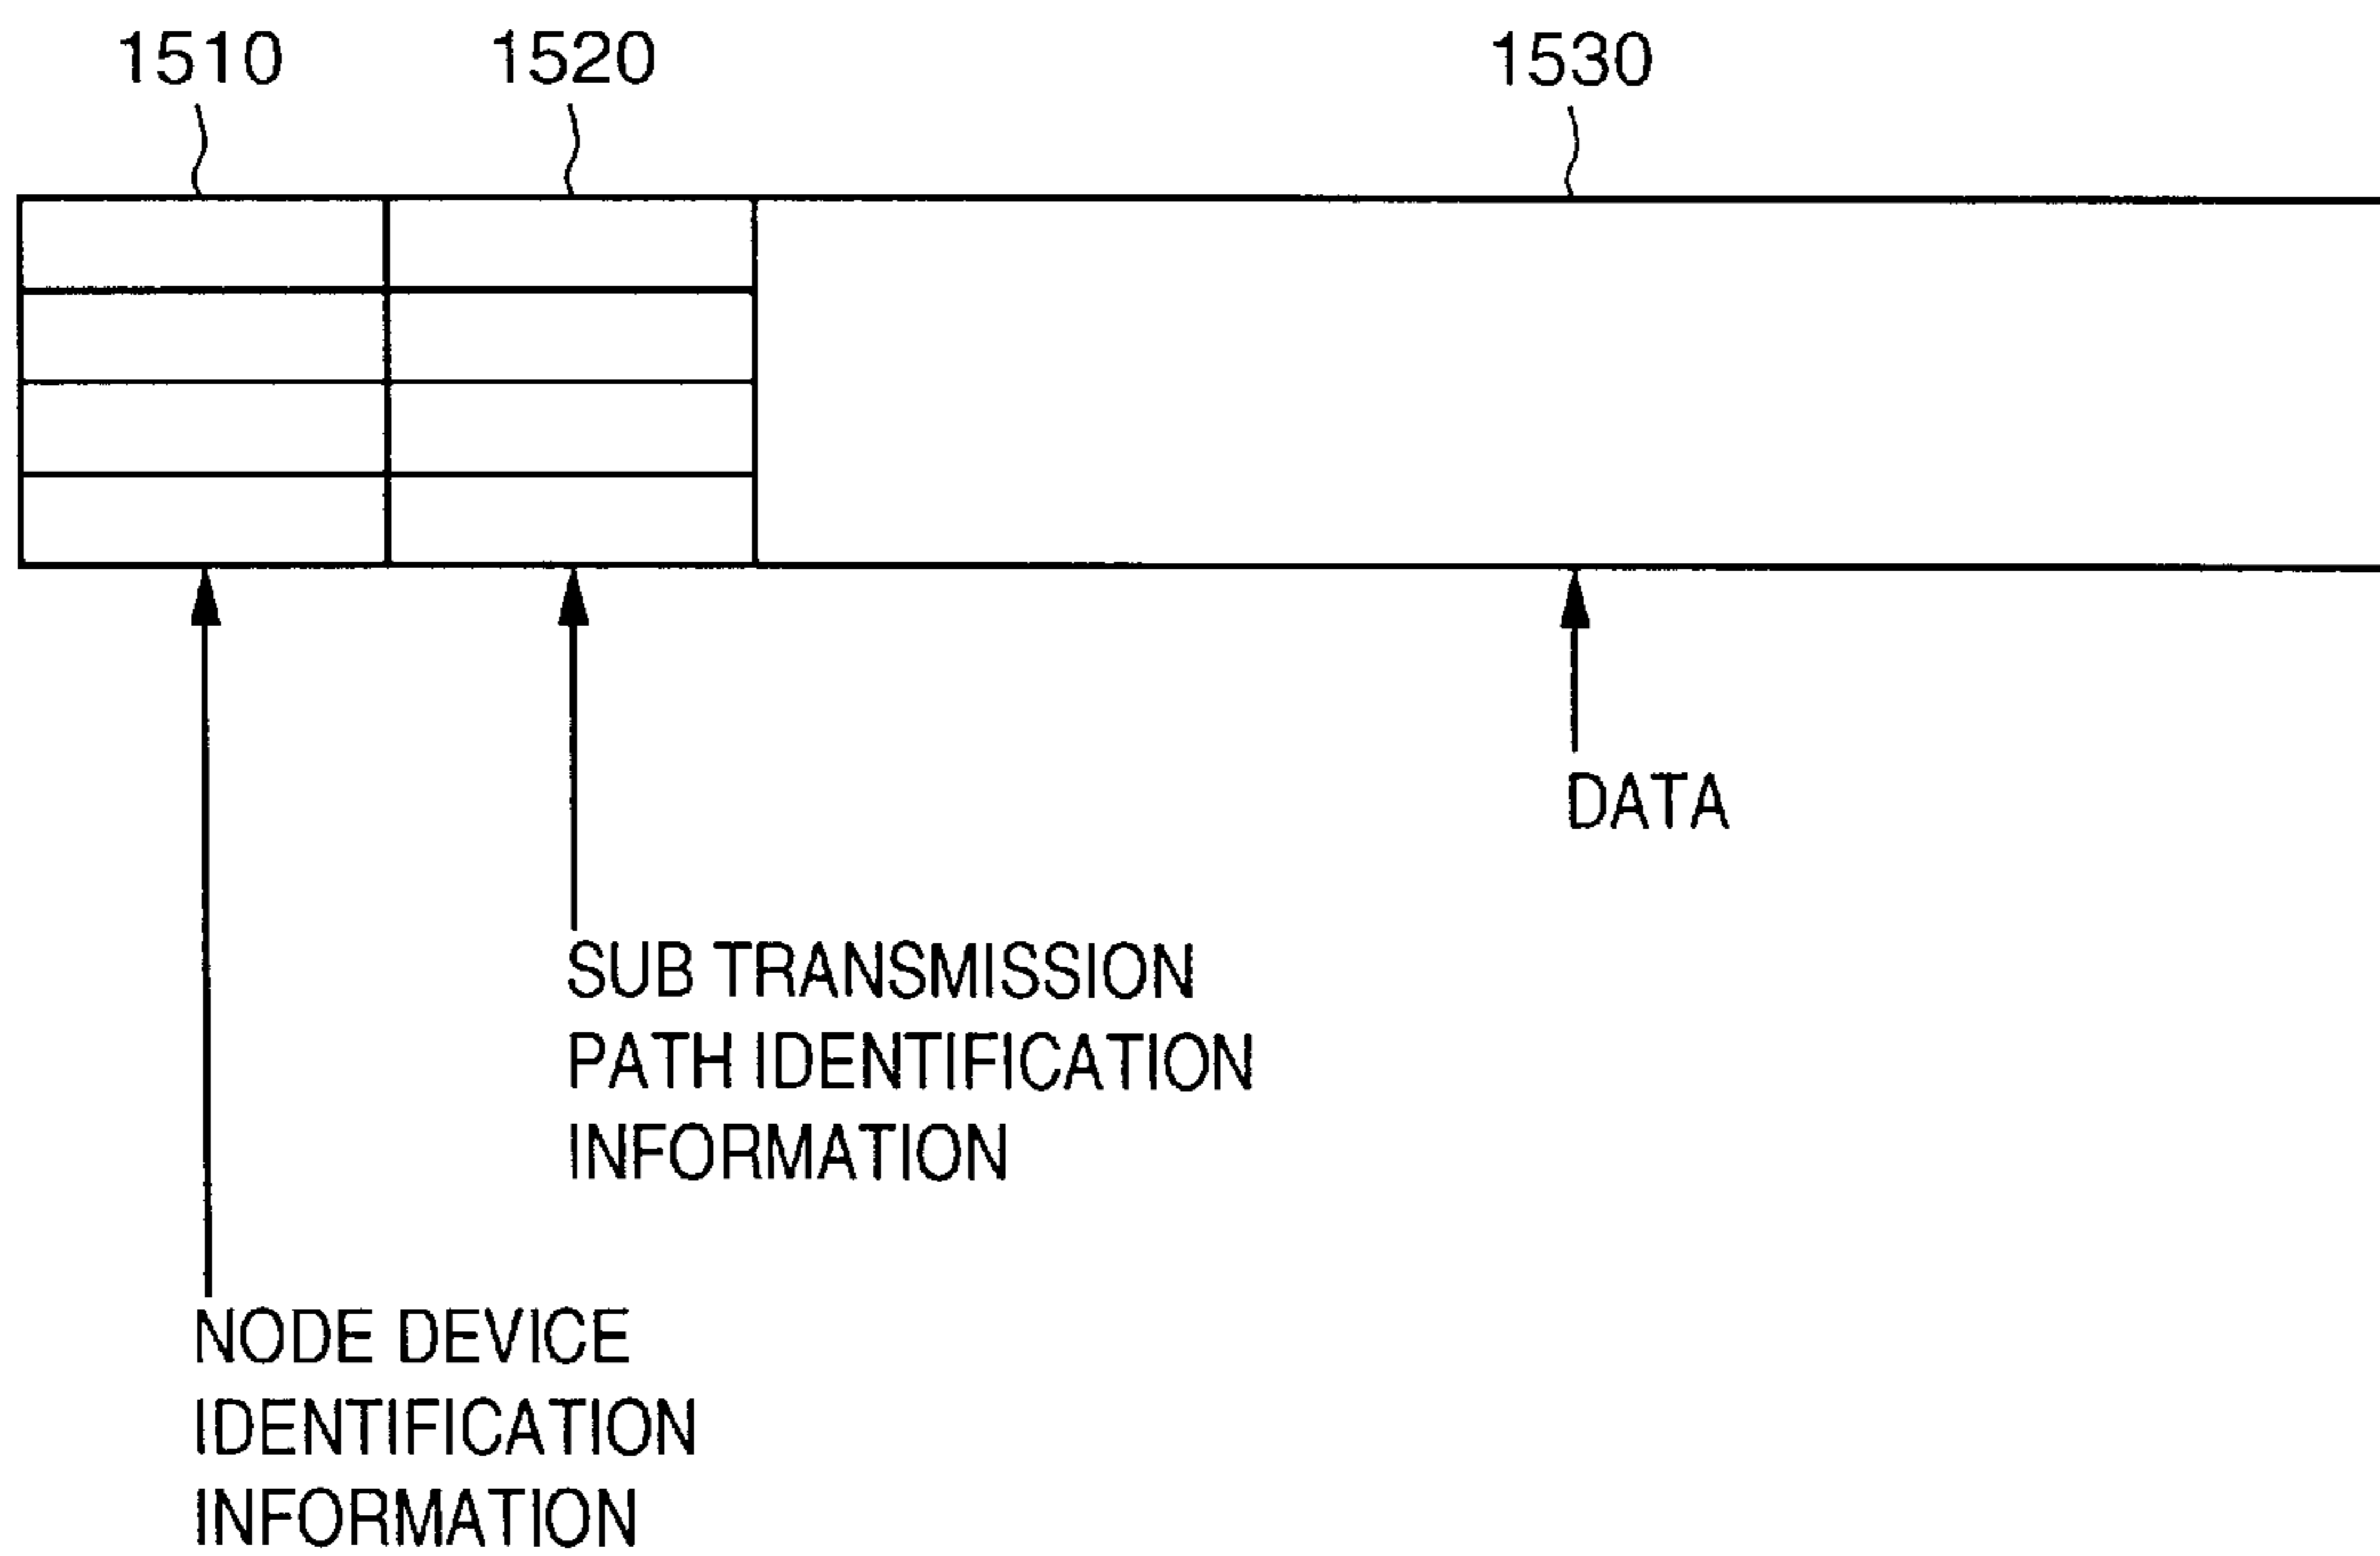 1510
1520
1530
DATA
SUB TRANSMISSION
PATH IDENTIFICATION
INFORMATION
NODE DEVICE
IDENTIFICATION
INFORMATION